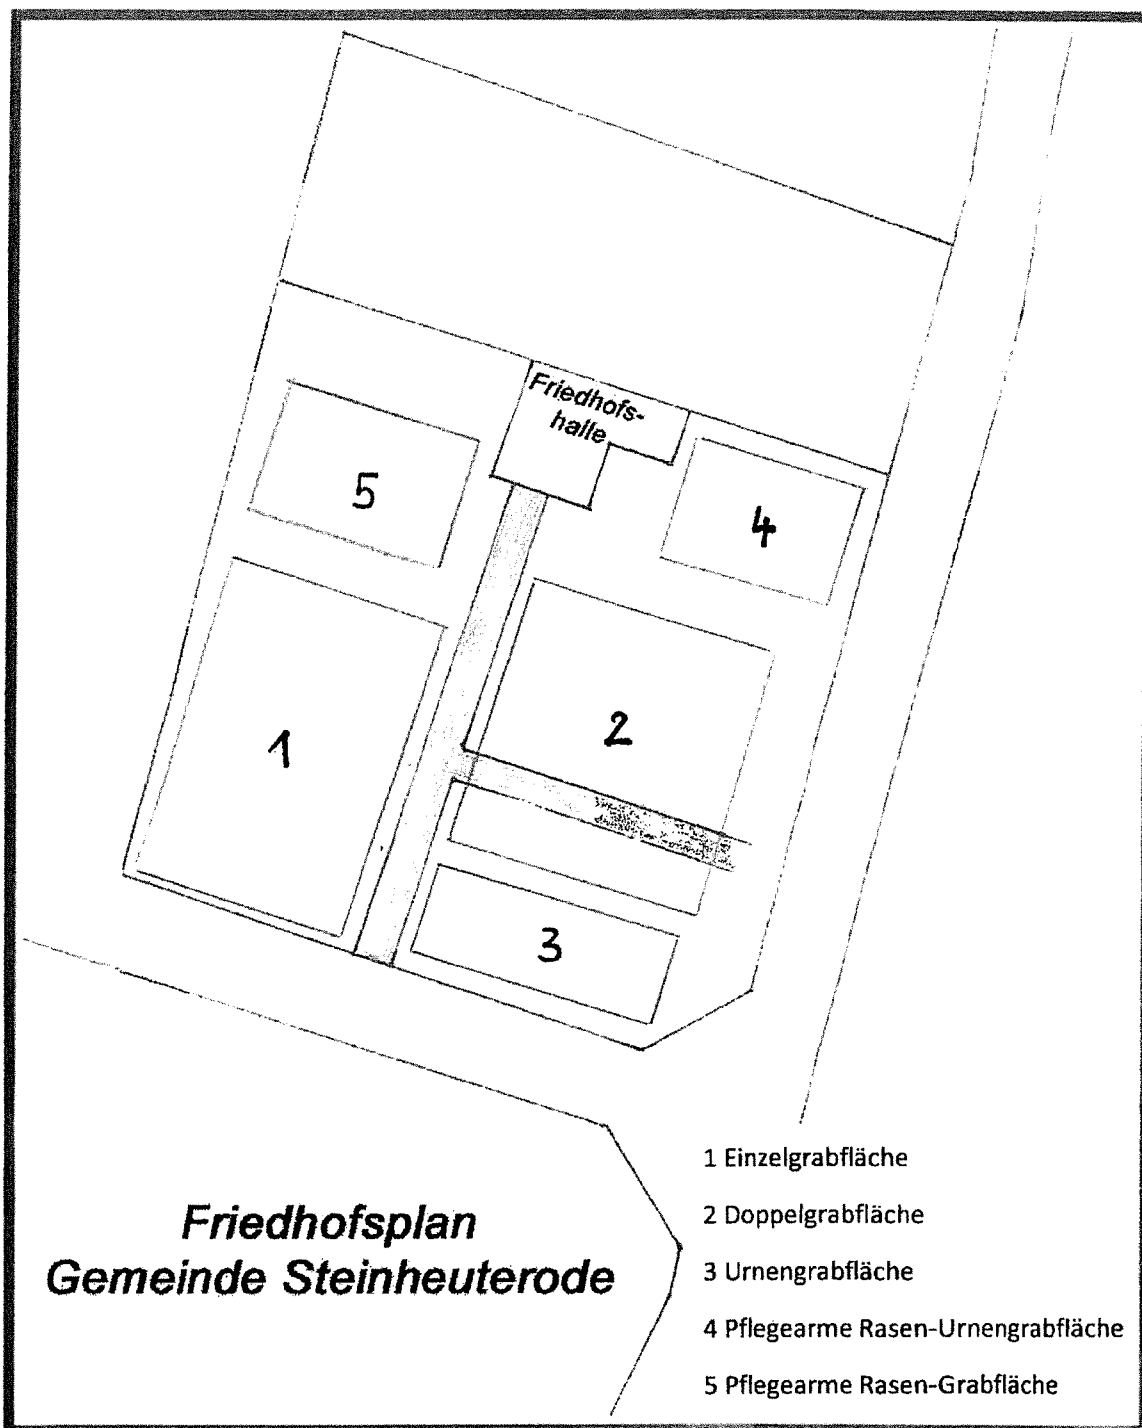 Friedhofs-
halle
5
4
1
2
3
Friedhofsplan
Gemeinde Steinheuterode
1 Einzelgrabfläche
2 Doppelgrabfläche
3 Urnengrabfläche
4 Pflegearme Rasen-Urnengrabfläche
5 Pflegearme Rasen-Grabfläche